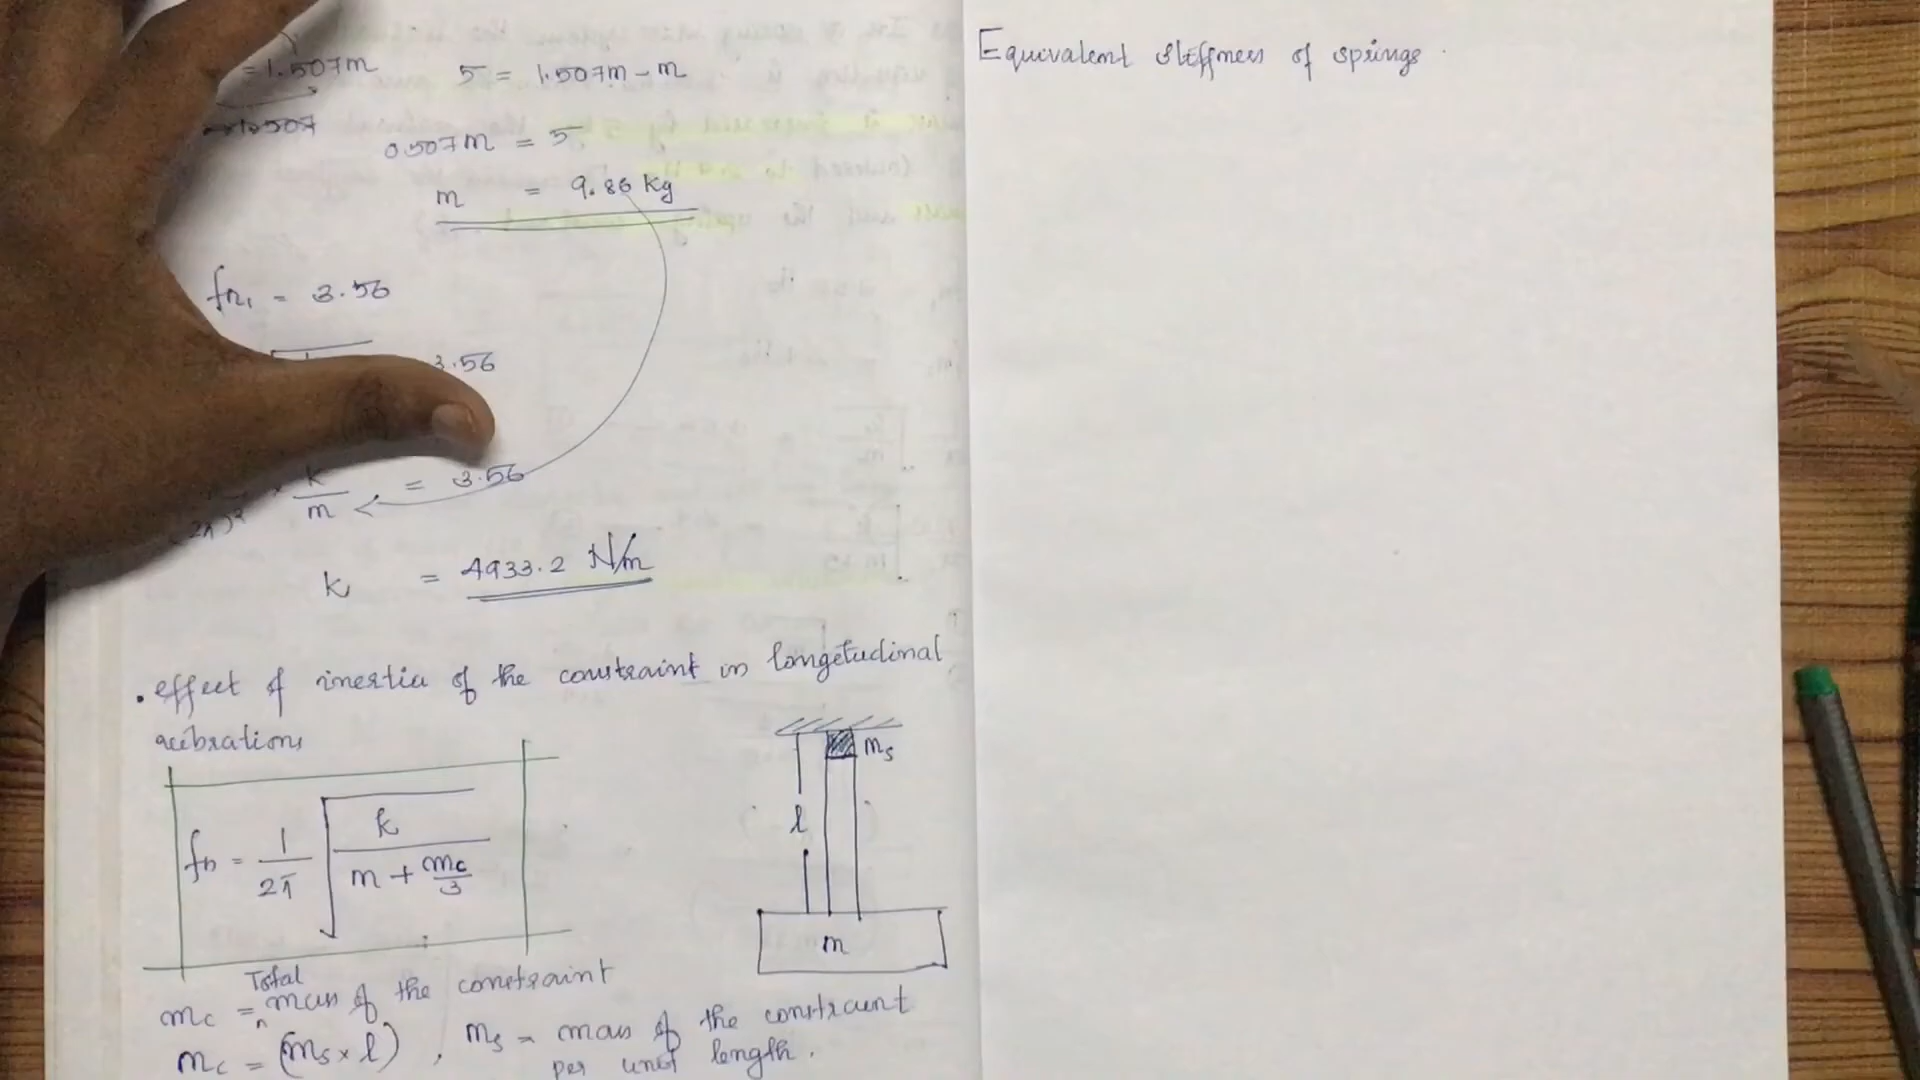 = 1.507m
5 = 1.507m - m
0.507m = 5
m = 9.86 kg
fn₁ = 3.56
3.56
k/m = 3.56
k = 4933.2 N/m
. effect of inertia of the constraint in longetudinal
fn = 1/2π √(k/(m + mc/3))
ms
l
m
mc = Total mass of the constraint
mc = (ms x l) , ms = mass of the constraint
per unit length.
Equivalent stiffness of springs